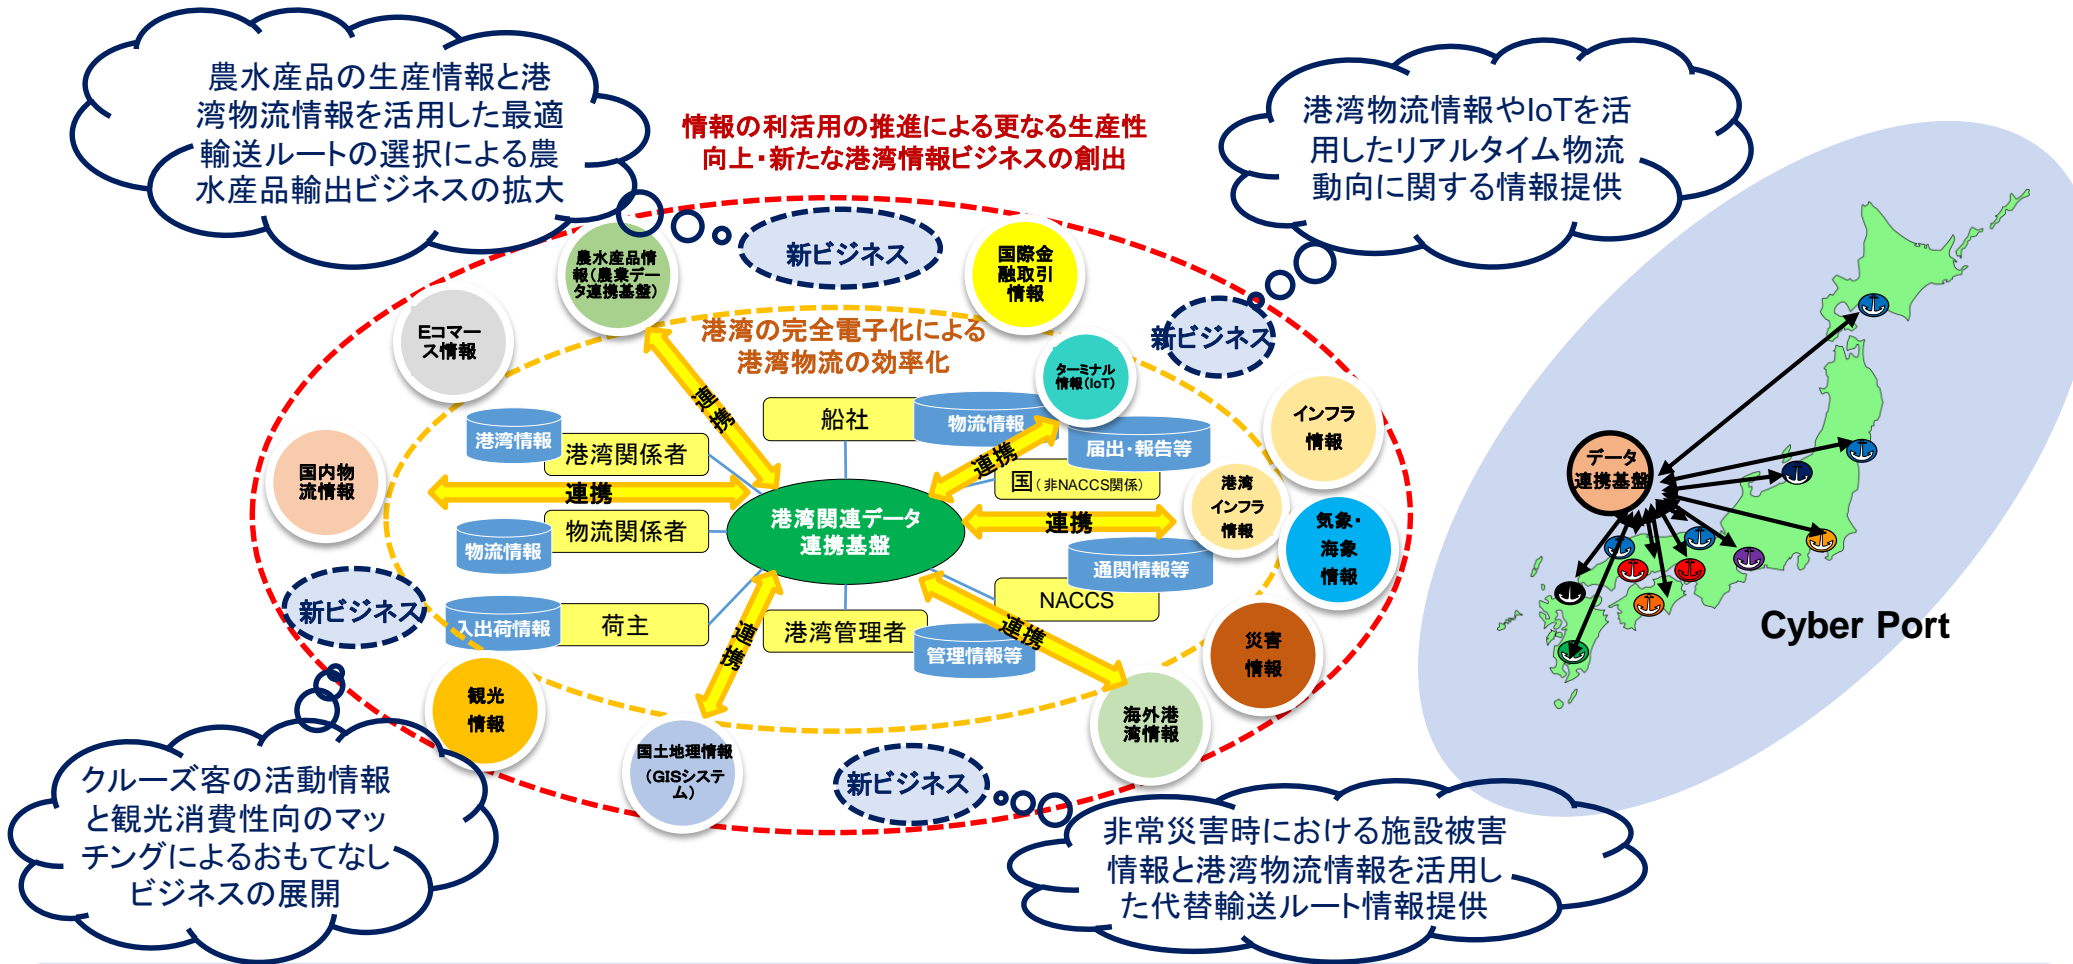 農水産品の生産情報と港
湾物流情報を活用した最適
輸送ルートの選択による農
水産品輸出ビジネスの拡大
情報の利活用の推進による更なる生産性
向上・新たな港湾情報ビジネスの創出
港湾物流情報やIoTを活
用したリアルタイム物流
動向に関する情報提供
新ビジネス
農水産品情
報(農業デー
タ連携基盤)
国際金
融取引
情報
新ビジネス
Eコマー
ス情報
港湾の完全電子化による
港湾物流の効率化
ターミナル
情報(IoT)
連携
船社
物流情報
インフラ
情報
港湾情報
港湾関係者
連携
届出・報告等
国内物
流情報
連携
国(非NACCS関係)
港湾
インフラ
情報
物流情報
物流関係者
港湾関連データ
連携基盤
連携
気象・
海象
情報
通関情報等
NACCS
新ビジネス
入出荷情報
荷主
連携
港湾管理者
管理情報等
連携
災害
情報
観光
情報
国土地理情報
(GISシステ
ム)
海外港
湾情報
新ビジネス
クルーズ客の活動情報
と観光消費性向のマッ
チングによるおもてなし
ビジネスの展開
非常災害時における施設被害
情報と港湾物流情報を活用し
た代替輸送ルート情報提供
データ
連携基盤
Cyber Port